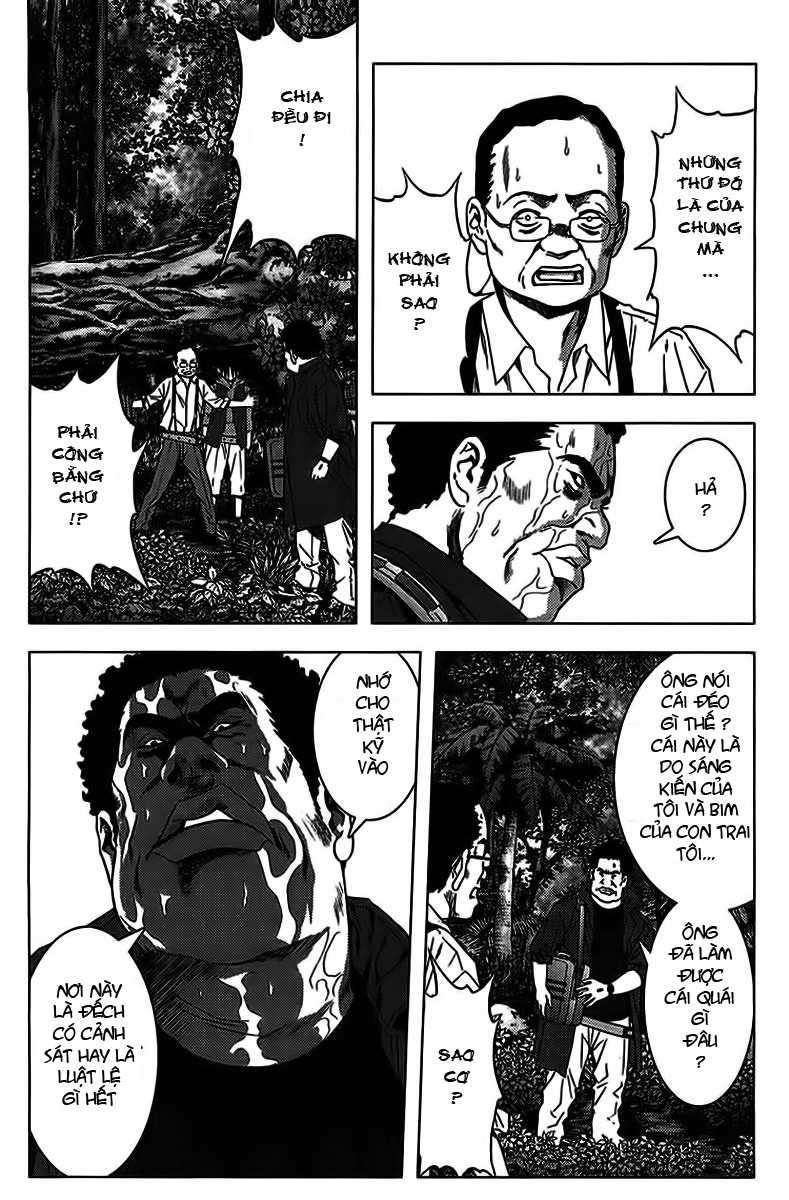 NHỮNG
THỨ ĐÓ
LÀ CỦA
CHUNG
MÀ
...
KHÔNG
PHẢI
SAO
?
CHIA
ĐỀU ĐI
!
PHẢI
CÔNG
BẰNG
CHỨ
!?
HẢ
?
ÔNG NÓI
CÁI ĐÉO
GÌ THẾ ?
CÁI NÀY LÀ
DO SÁNG
KIẾN CỦA
TÔI VÀ BIM
CỦA CON TRAI
TÔI...
ÔNG
ĐÃ LÀM
ĐƯỢC
CÁI QUÁI
GÌ
ĐÂU
?
SAO
CƠ
?
NHỚ
CHO
THẬT
KỸ
VÀO
NƠI NÀY
LÀ ĐẾCH
CÓ CẢNH
SÁT HAY LÀ
LUẬT LỆ
GÌ HẾT